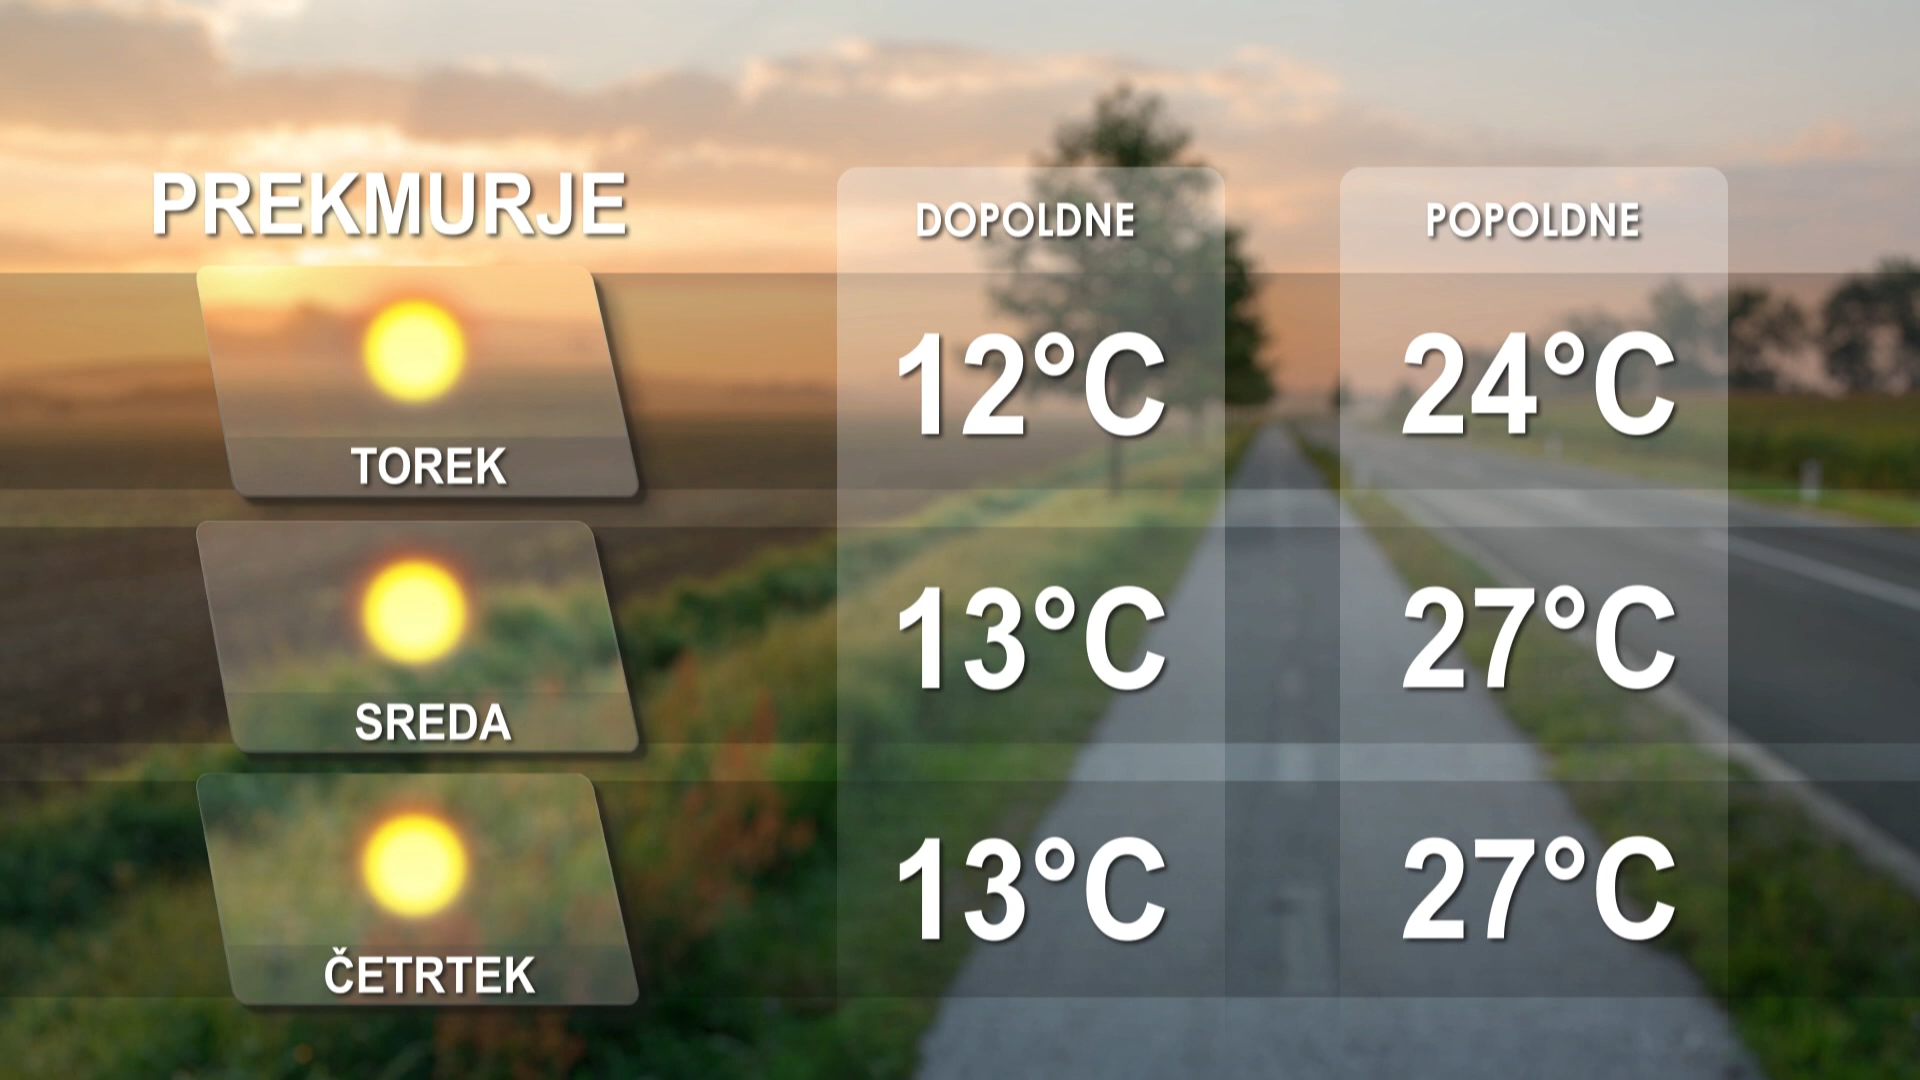 PREKMURJE
DOPOLDNE POPOLDNE
12°C 24°C
TOREK
13°C 27°C
SREDA
13°C 27°C
ČETRTEK